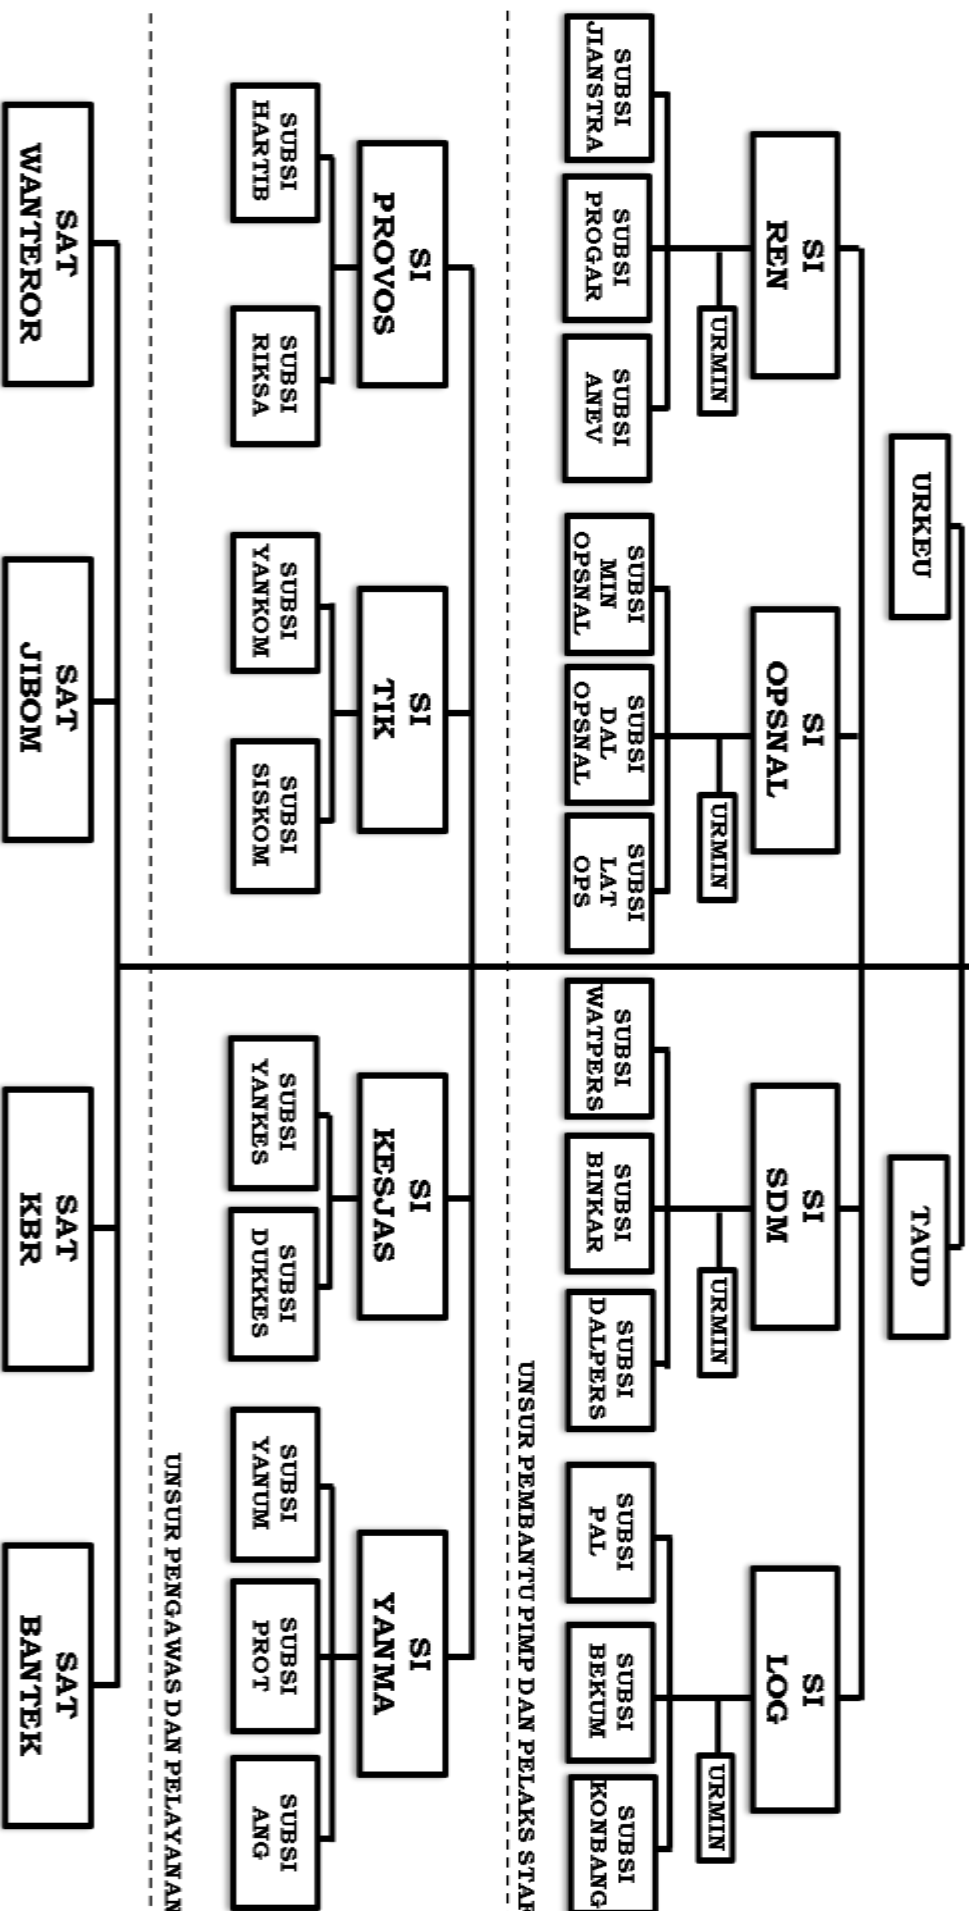 URKEU
TAUD
SI
REN
SI
OPSNAL
SI
SDM
SI
LOG
URMIN
URMIN
URMIN
URMIN
SUBSI
JIANSTRA
SUBSI
PROGAR
SUBSI
ANEV
SUBSI
MIN
OPSNAL
SUBSI
DAL
OPSNAL
SUBSI
LAT
OPS
SUBSI
WATPERS
SUBSI
BINKAR
SUBSI
DALPERS
SUBSI
PAL
SUBSI
BEKUM
SUBSI
KONBANG
UNSUR PEMBANTU PIMP DAN PELAKS STAF
SI
PROVOS
SI
TIK
SI
KESJAS
SI
YANMA
SUBSI
HARTIB
SUBSI
RIKSA
SUBSI
YANKOM
SUBSI
SISKOM
SUBSI
YANKES
SUBSI
DUKKES
SUBSI
YANUM
SUBSI
PROT
SUBSI
ANG
UNSUR PENGAWAS DAN PELAYANAN
SAT
WANTEROR
SAT
JIBOM
SAT
KBR
SAT
BANTEK